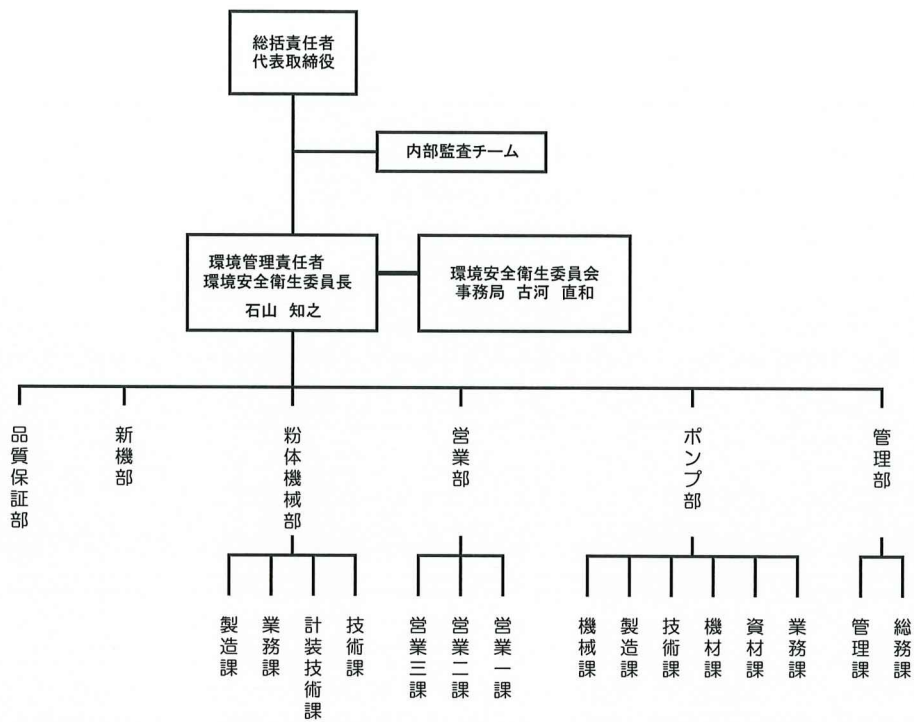 総括責任者
代表取締役
内部監査チーム
環境管理責任者
環境安全衛生委員長
石山 知之
環境安全衛生委員会
事務局 古河 直和
品質保証部
新機部
粉体機械部
営業部
ポンプ部
管理部
製造課
業務課
計装技術課
技術課
営業三課
営業二課
営業一課
機械課
製造課
技術課
機材課
資材課
業務課
管理課
総務課